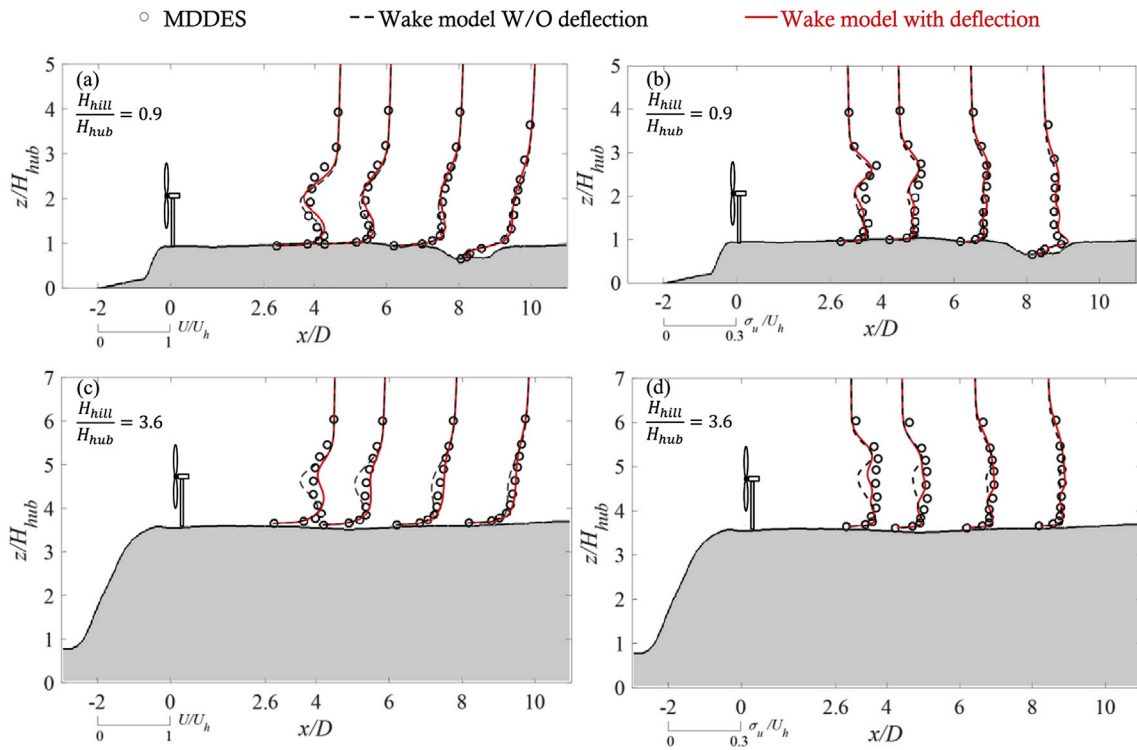 MDDES Wake model W/O deflection Wake model with deflection
(a)
H_hill/H_hub = 0.9
z/H_hub
5
4
3
2
1
0
-2 0 2.6 4 6 8 10
x/D
0 1 U/U_h
(b)
H_hill/H_hub = 0.9
z/H_hub
5
4
3
2
1
0
-2 0 2.6 4 6 8 10
x/D
0 0.3 σ_u/U_h
(c)
H_hill/H_hub = 3.6
z/H_hub
7
6
5
4
3
2
1
0
-2 0 2.6 4 6 8 10
x/D
0 1 U/U_h
(d)
H_hill/H_hub = 3.6
z/H_hub
7
6
5
4
3
2
1
0
-2 0 2.6 4 6 8 10
x/D
0 0.3 σ_u/U_h